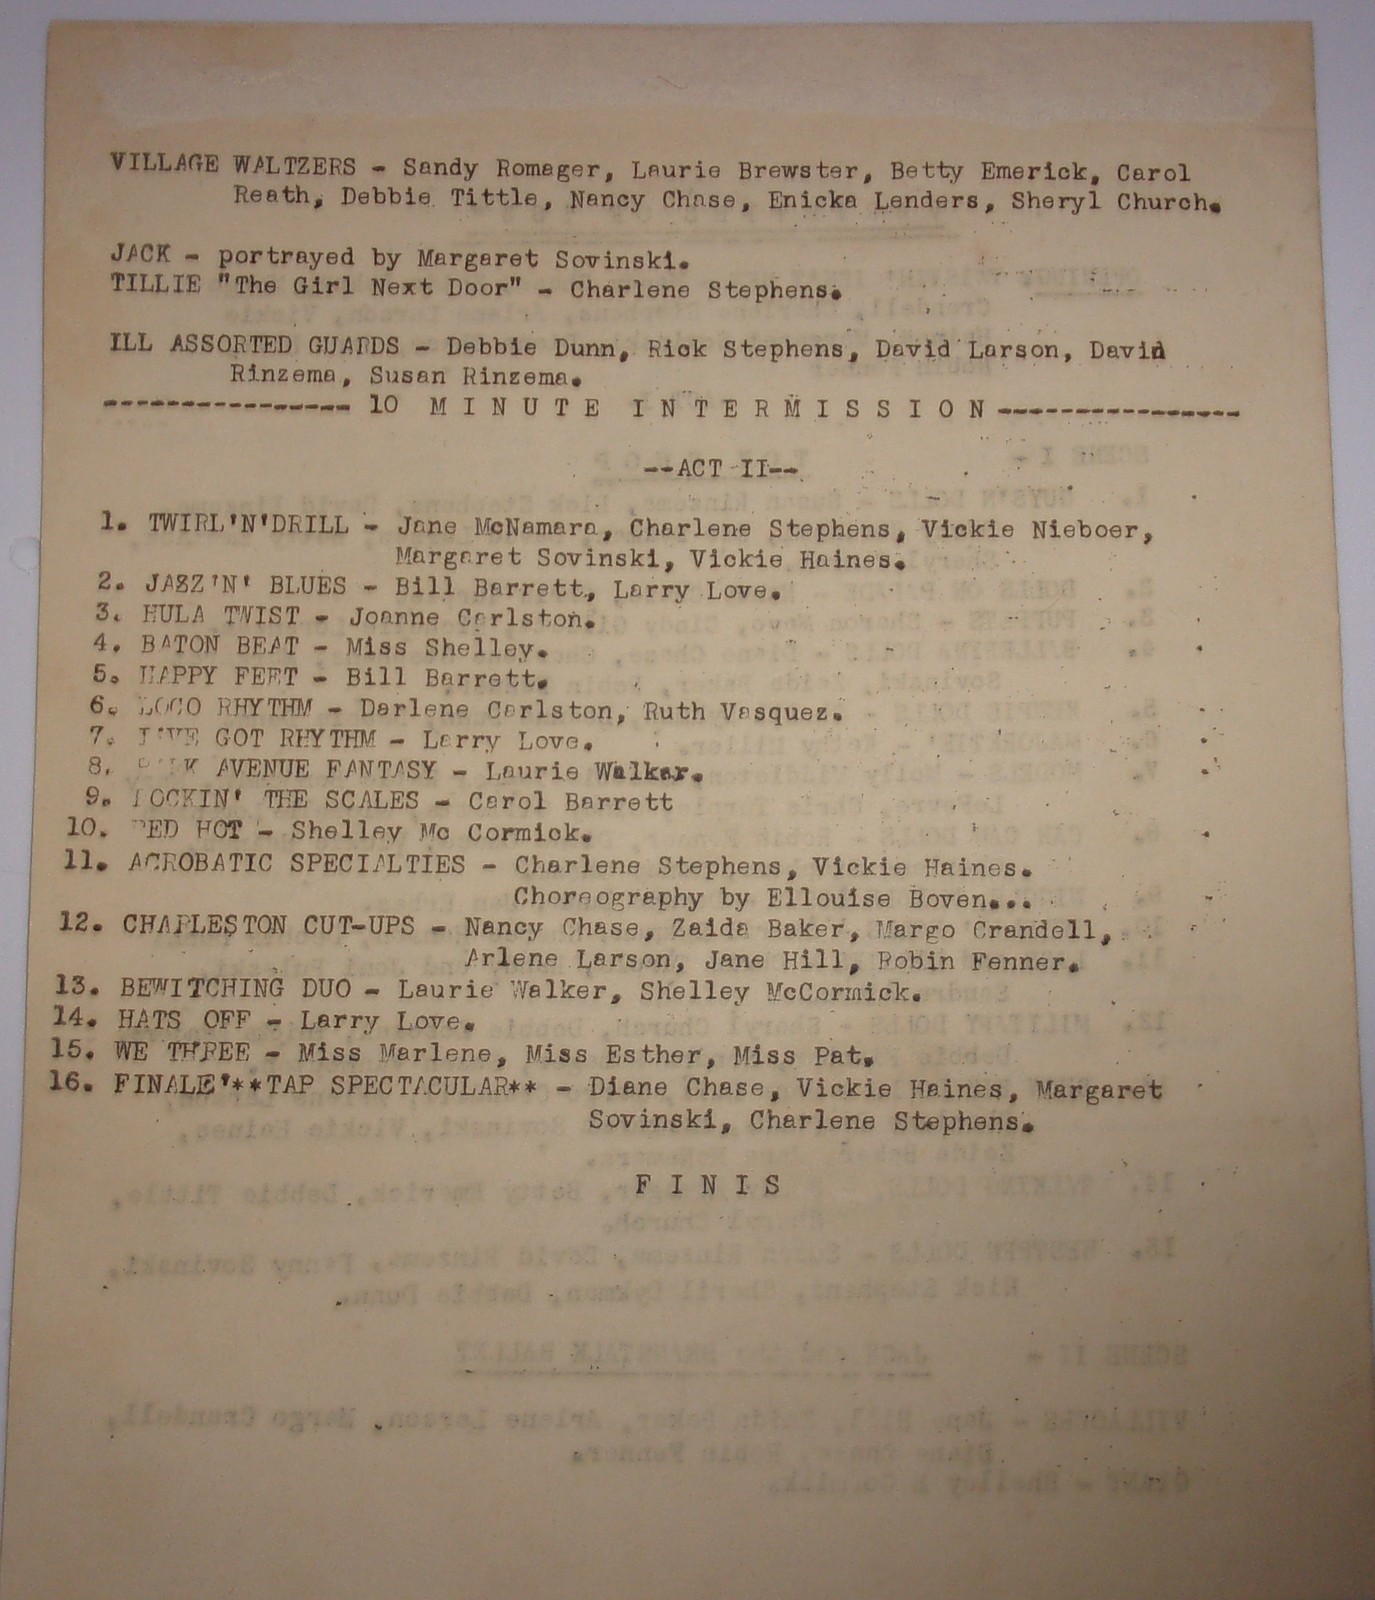 VILLAGE WALTZERS - Sandy Romager, Laurie Brewster, Betty Emerick, Carol
Reath, Debbie Tittle, Nancy Chase, Enicka Lenders, Sheryl Church.
JACK - portrayed by Margaret Sovinski.
TILLIE "The Girl Next Door" - Charlene Stephens.
ILL ASSORTED GUARDS - Debbie Dunn, Rick Stephens, David Larson, David
Rinzema, Susan Rinzema.
---------------- 10 M I N U T E I N T E R M I S S I O N ----------------
--ACT II--
1. TWIRL'N'DRILL - Jane McNamara, Charlene Stephens, Vickie Nieboer,
Margaret Sovinski, Vickie Haines.
2. JAZZ'N' BLUES - Bill Barrett, Larry Love.
3. HULA TWIST - Joanne Carlston.
4. BATON BEAT - Miss Shelley.
5. HAPPY FEET - Bill Barrett.
6. LOCO RHYTHM - Darlene Carlston, Ruth Vasquez.
7. I'VE GOT RHYTHM - Larry Love.
8. PARK AVENUE FANTASY - Laurie Walker.
9. ROCKIN' THE SCALES - Carol Barrett
10. RED HOT - Shelley Mc Cormick.
11. ACROBATIC SPECIALTIES - Charlene Stephens, Vickie Haines.
Choreography by Ellouise Boven...
12. CHARLESTON CUT-UPS - Nancy Chase, Zaida Baker, Margo Crandell,
Arlene Larson, Jane Hill, Robin Fenner.
13. BEWITCHING DUO - Laurie Walker, Shelley McCormick.
14. HATS OFF - Larry Love.
15. WE THREE - Miss Marlene, Miss Esther, Miss Pat.
16. FINALE'**TAP SPECTACULAR** - Diane Chase, Vickie Haines, Margaret
Sovinski, Charlene Stephens.
F I N I S